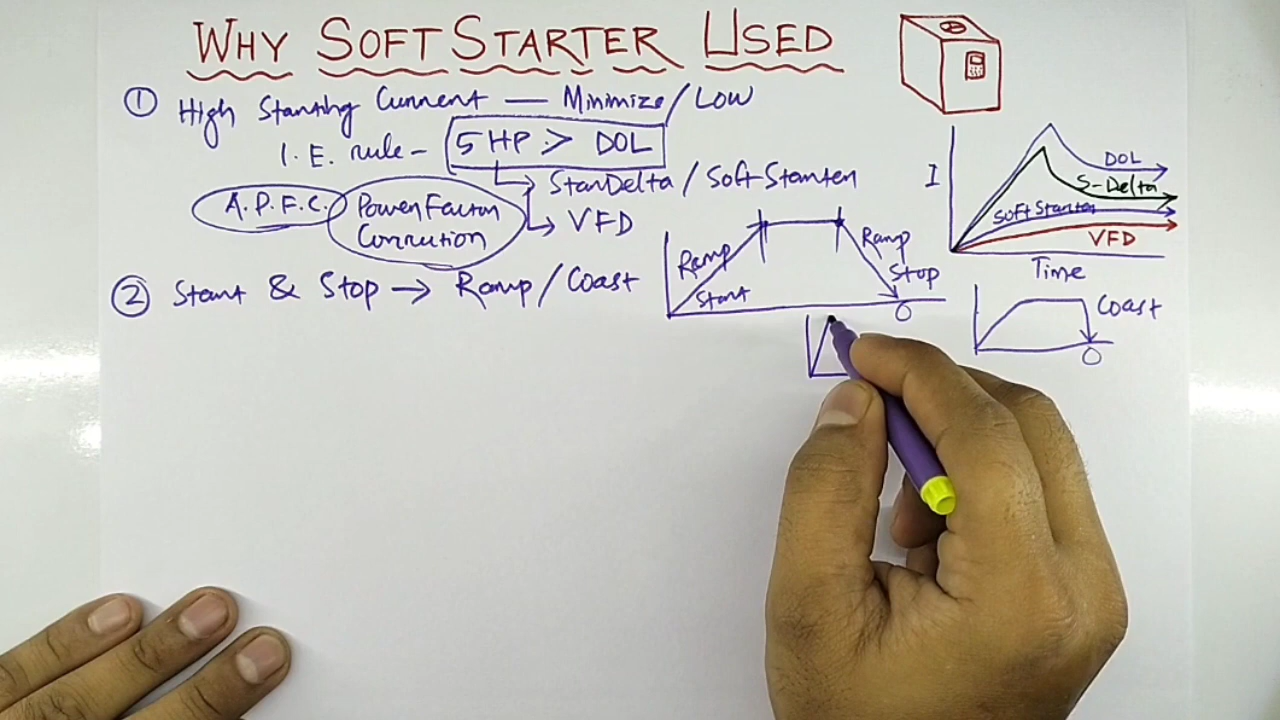 WHY SOFT STARTER USED
① High Starting Current — Minimize / Low
I. E. rule - 5 HP > DOL
StarDelta / Soft Starter
A.P.F.C. Power Factor
Corrution
VFD
② Start & Stop → Ramp / Coast
Ramp
Start
Ramp
Stop
0
I
DOL
S-Delta
Soft Starter
VFD
Time
Coast
0